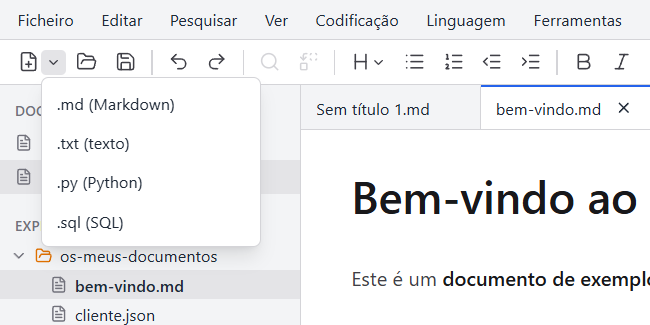 Ficheiro Editar Pesquisar Ver Codificação Linguagem Ferramentas
H B I
.md (Markdown)
.txt (texto)
.py (Python)
.sql (SQL)
DOC
EXP
os-meus-documentos
bem-vindo.md
cliente.json
Sem título 1.md bem-vindo.md
Bem-vindo ao
Este é um documento de exemplo